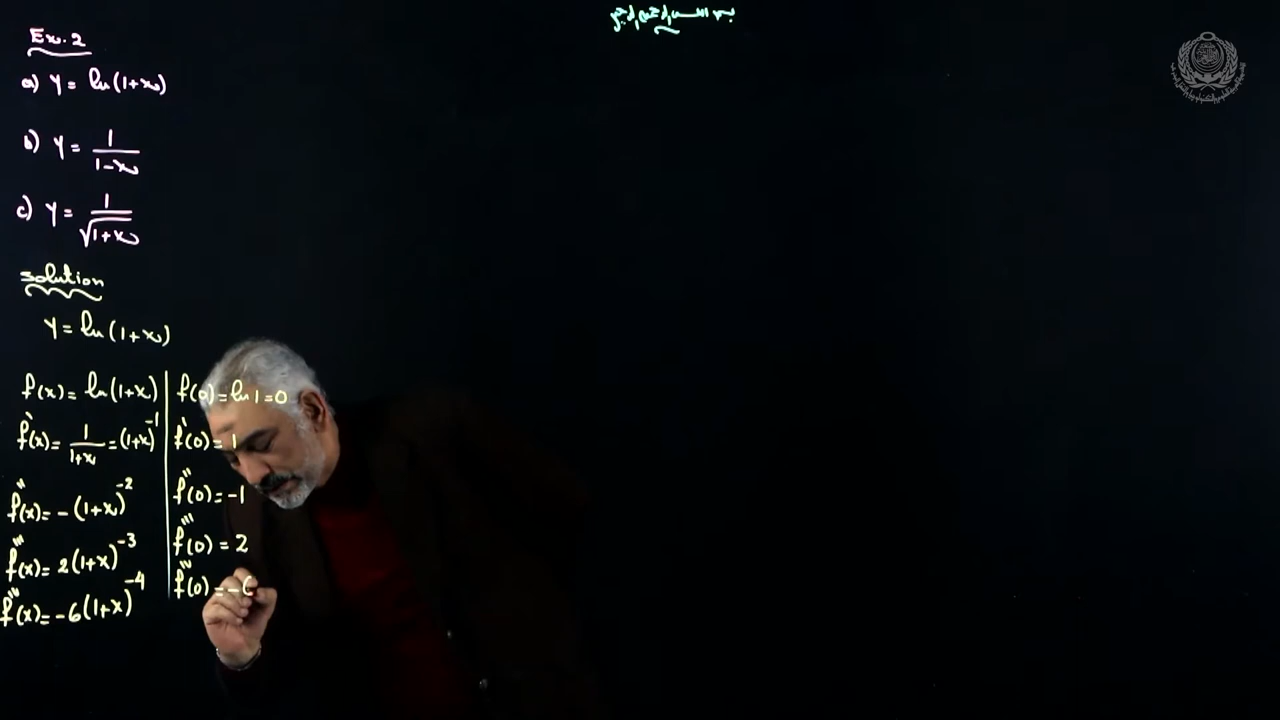 بسم الله الرحمن الرحيم
Ex. 2
a) y = ln(1+x)
b) y = 1/(1-x)
c) y = 1/√(1+x)
solution
y = ln(1+x)
f(x) = ln(1+x) | f(0) = ln 1 = 0
f'(x) = 1/(1+x) = (1+x)^-1 | f'(0) = 1
f''(x) = -(1+x)^-2 | f''(0) = -1
f'''(x) = 2(1+x)^-3 | f'''(0) = 2
f''''(x) = -6(1+x)^-4 | f^IV(0) = -